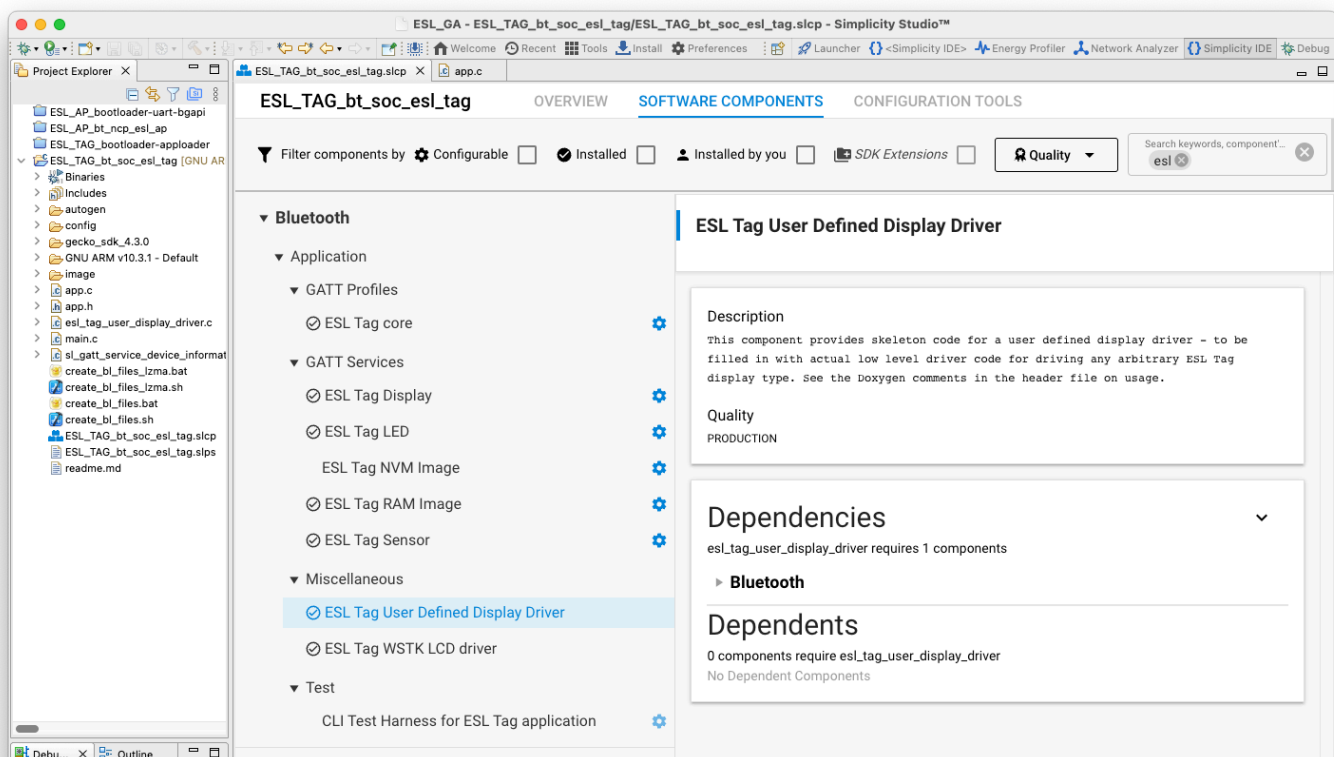 ESL_GA - ESL_TAG_bt_soc_esl_tag/ESL_TAG_bt_soc_esl_tag.slcp - Simplicity Studio™
Welcome Recent Tools Install Preferences Launcher <Simplicity IDE> Energy Profiler Network Analyzer Simplicity IDE Debug
Project Explorer
ESL_TAG_bt_soc_esl_tag.slcp app.c
ESL_AP_bootloader-uart-bgapi
ESL_AP_bt_ncp_esl_ap
ESL_TAG_bootloader-apploader
ESL_TAG_bt_soc_esl_tag [GNU AR
Binaries
Includes
autogen
config
gecko_sdk_4.3.0
GNU ARM v10.3.1 - Default
image
app.c
app.h
esl_tag_user_display_driver.c
main.c
sl_gatt_service_device_informat
create_bl_files_lzma.bat
create_bl_files_lzma.sh
create_bl_files.bat
create_bl_files.sh
ESL_TAG_bt_soc_esl_tag.slcp
ESL_TAG_bt_soc_esl_tag.slps
readme.md
Debu... Outline
ESL_TAG_bt_soc_esl_tag OVERVIEW SOFTWARE COMPONENTS CONFIGURATION TOOLS
Filter components by Configurable Installed Installed by you SDK Extensions Quality
Search keywords, component'...
esl
Bluetooth
Application
GATT Profiles
ESL Tag core
GATT Services
ESL Tag Display
ESL Tag LED
ESL Tag NVM Image
ESL Tag RAM Image
ESL Tag Sensor
Miscellaneous
ESL Tag User Defined Display Driver
ESL Tag WSTK LCD driver
Test
CLI Test Harness for ESL Tag application
ESL Tag User Defined Display Driver
Description
This component provides skeleton code for a user defined display driver - to be
filled in with actual low level driver code for driving any arbitrary ESL Tag
display type. See the Doxygen comments in the header file on usage.
Quality
PRODUCTION
Dependencies
esl_tag_user_display_driver requires 1 components
Bluetooth
Dependents
0 components require esl_tag_user_display_driver
No Dependent Components